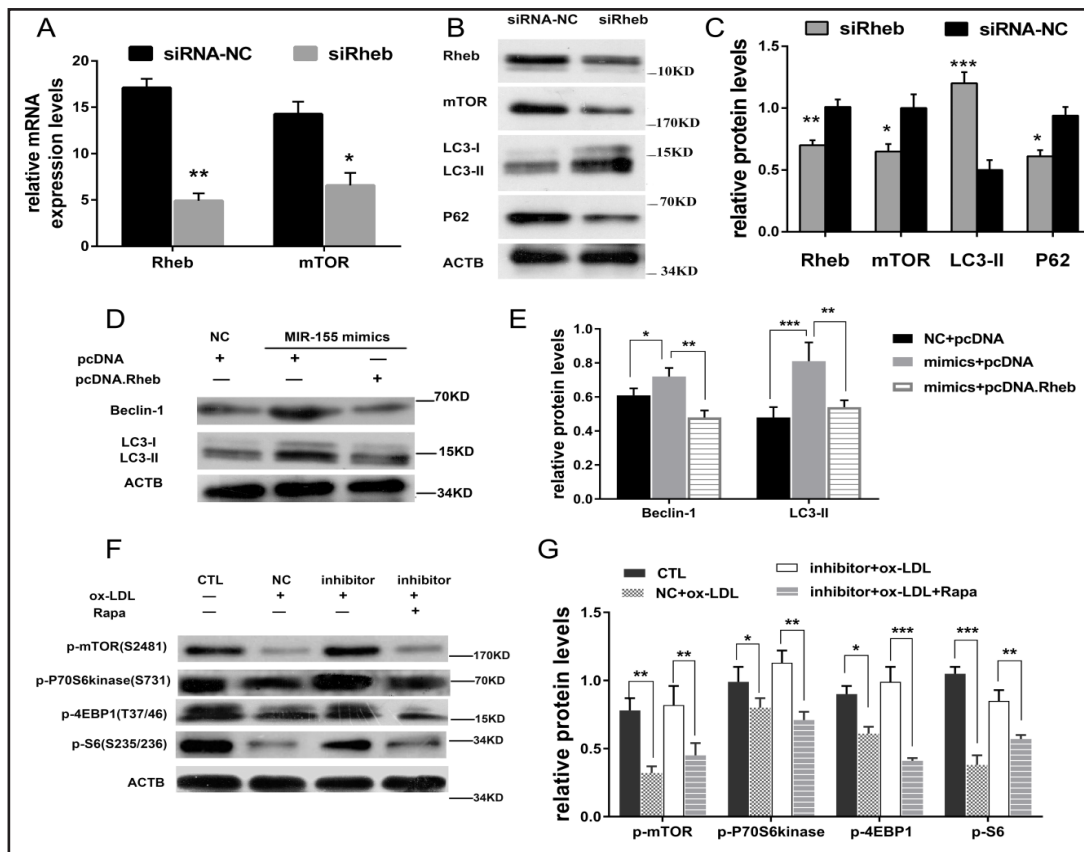 A
siRNA-NC siRheb
relative mRNA
expression levels
20
15
10
5
0
**
*
Rheb mTOR
B
siRNA-NC siRheb
Rheb
10KD
mTOR
170KD
LC3-I
15KD
LC3-II
70KD
P62
ACTB
34KD
C
siRheb siRNA-NC
relative protein levels
1.5
1.0
0.5
0.0
**
*
***
*
Rheb mTOR LC3-II P62
D
NC MIR-155 mimics
pcDNA + + —
pcDNA.Rheb — — +
70KD
Beclin-1
LC3-I
LC3-II
15KD
ACTB
34KD
E
relative protein levels
1.0
0.8
0.6
0.4
0.2
0.0
* **
*** **
Beclin-1 LC3-II
NC+pcDNA
mimics+pcDNA
mimics+pcDNA.Rheb
F
CTL NC inhibitor inhibitor
ox-LDL — + + +
Rapa — — — +
p-mTOR(S2481)
170KD
p-P70S6kinase(S731)
70KD
p-4EBP1(T37/46)
15KD
p-S6(S235/236)
34KD
ACTB
34KD
G
CTL inhibitor+ox-LDL
NC+ox-LDL inhibitor+ox-LDL+Rapa
relative protein levels
1.5
1.0
0.5
0.0
** **
* **
* ***
*** **
p-mTOR p-P70S6kinase p-4EBP1 p-S6